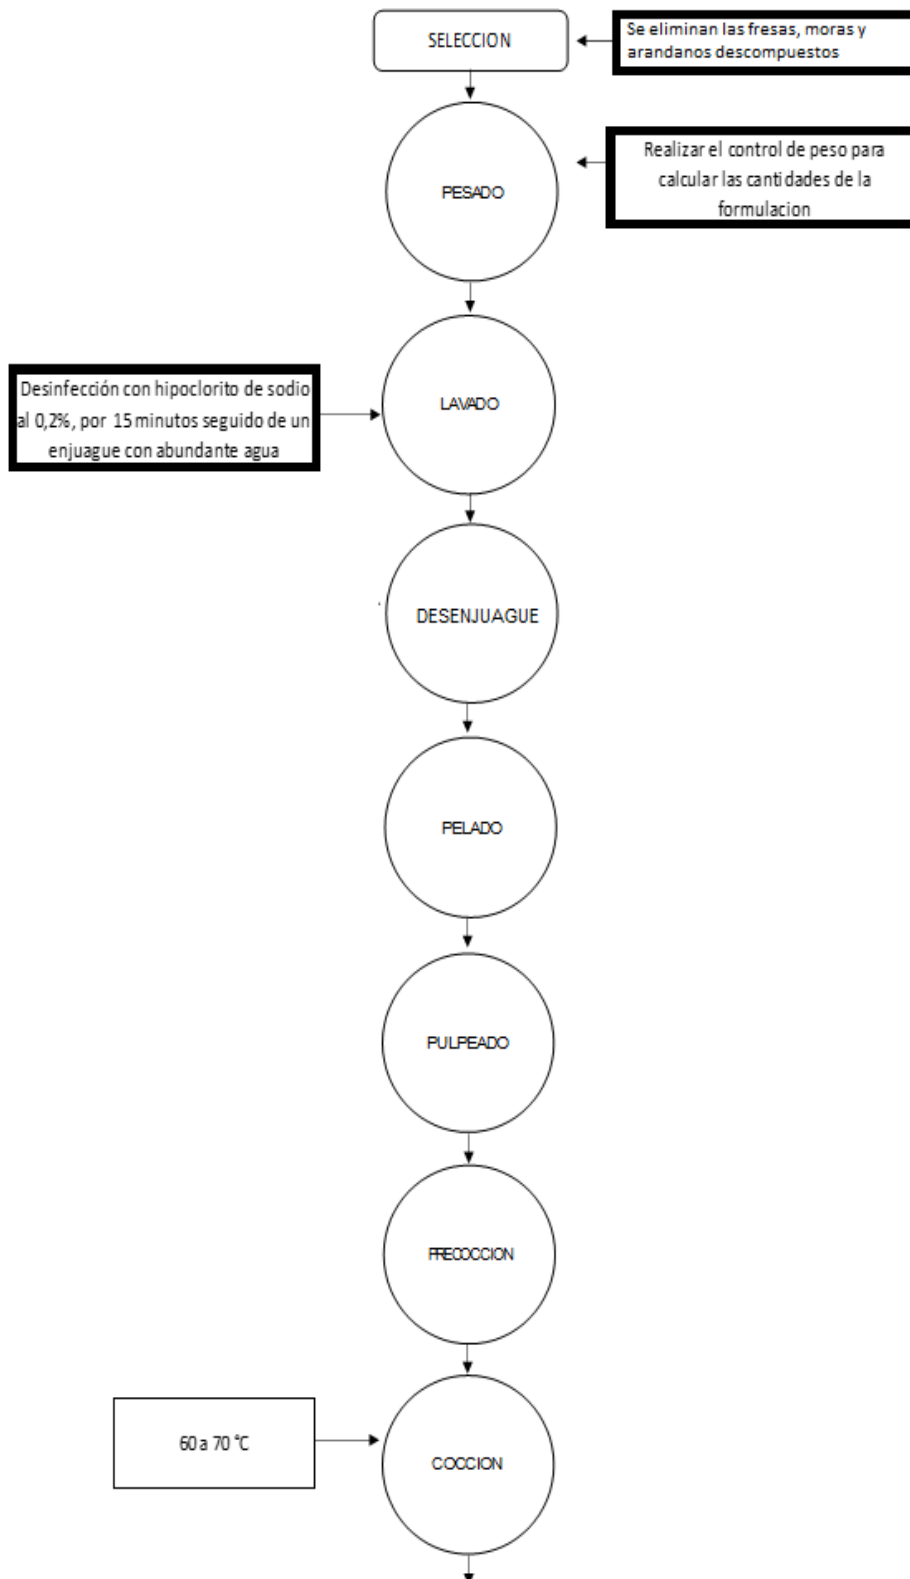 SELECCION
Se eliminan las fresas, moras y
arandanos descompuestos
PESADO
Realizar el control de peso para
calcular las cantidades de la
formulacion
Desinfección con hipoclorito de sodio
al 0,2%, por 15 minutos seguido de un
enjuague con abundante agua
LAVADO
DESENJUAGUE
PELADO
PULPEADO
PRECOCCION
60 a 70 °C
COCCION